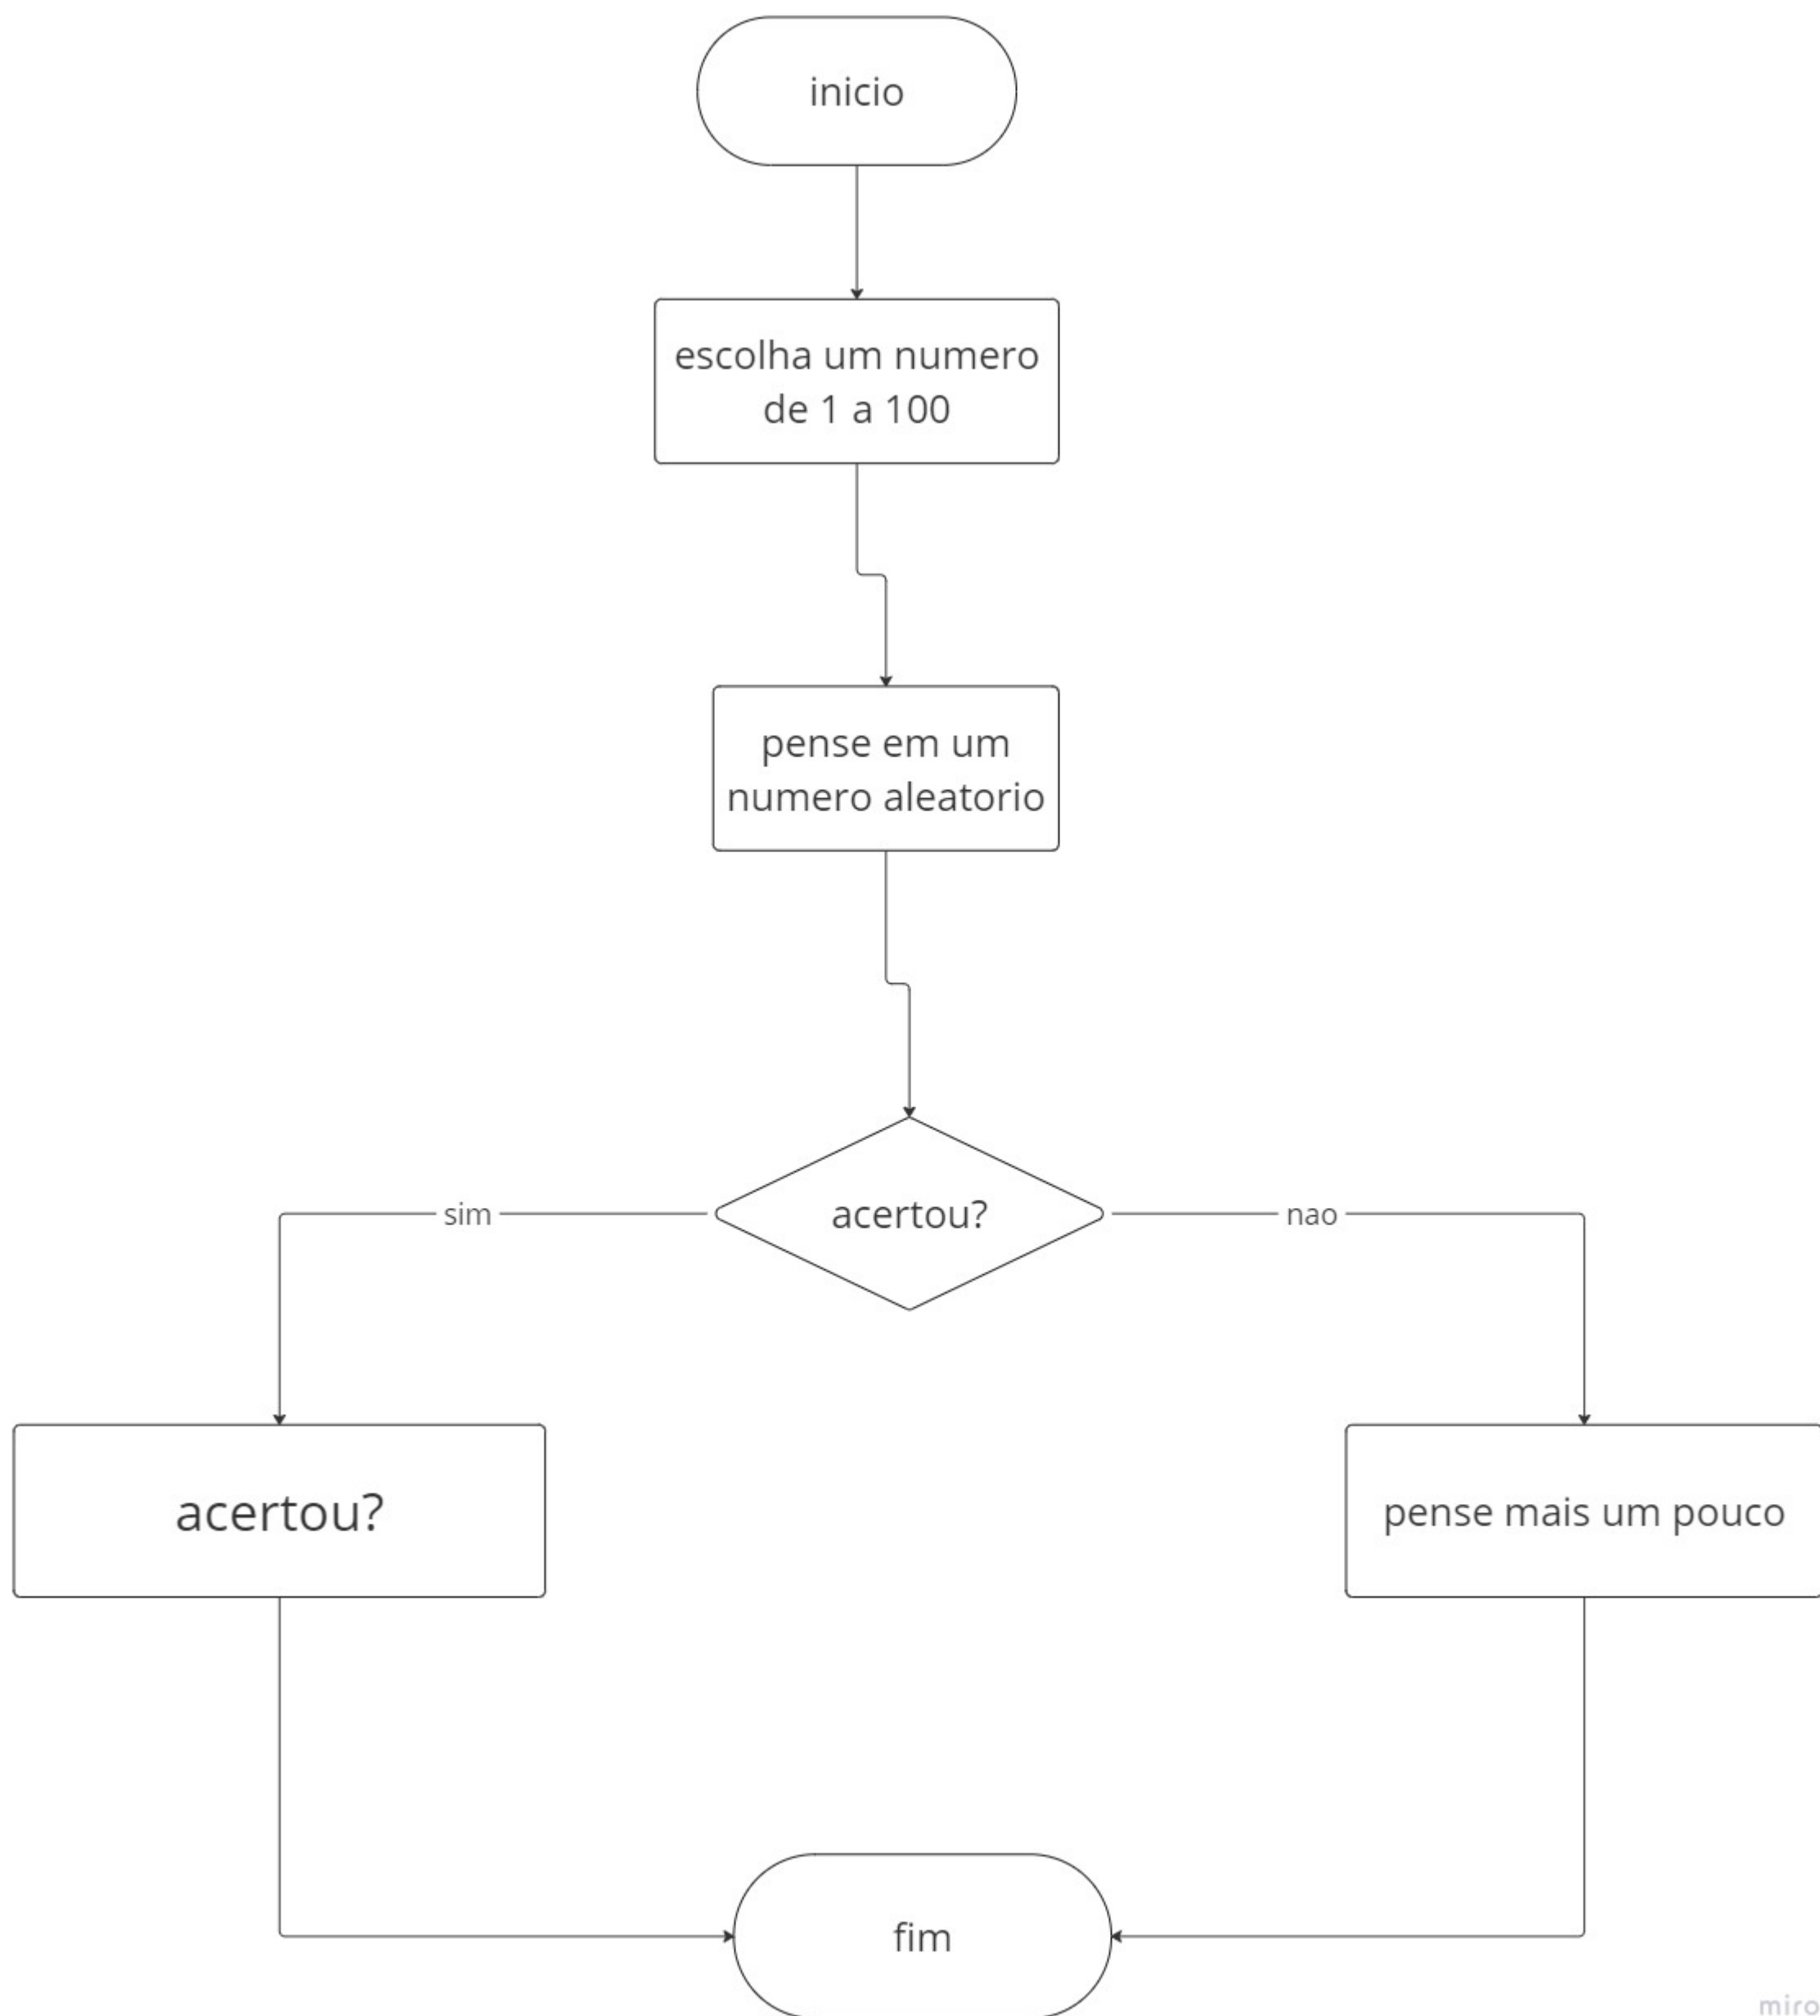 inicio
escolha um numero
de 1 a 100
pense em um
numero aleatorio
acertou?
sim
nao
acertou?
pense mais um pouco
fim
miro